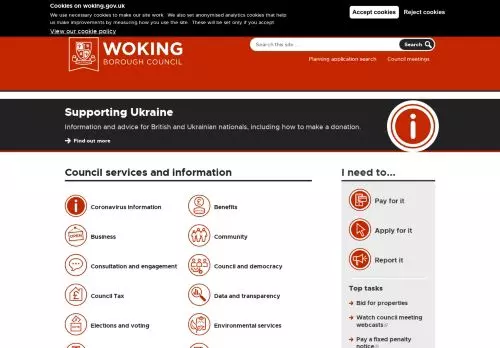 Cookies on woking.gov.uk
We use necessary cookies to make our site work. We also set anonymised analytics cookies that help
us make improvements by measuring how you use the site. These will be set only if you accept.
View our cookie policy
Accept cookies
Reject cookies
WOKING
BOROUGH COUNCIL
Search this site...
Search
Planning application search
Council meetings
Supporting Ukraine
Information and advice for British and Ukrainian nationals, including how to make a donation.
Find out more
Council services and information
Coronavirus information
Benefits
Business
Community
Consultation and engagement
Council and democracy
Council Tax
Data and transparency
Elections and voting
Environmental services
I need to...
Pay for it
Apply for it
Report it
Top tasks
Bid for properties
Watch council meeting
webcasts
Pay a fixed penalty
notice